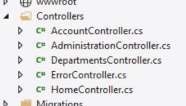 wwwroot
Controllers
C# AccountController.cs
C# AdministrationController.cs
C# DepartmentsController.cs
C# ErrorController.cs
C# HomeController.cs
Migrations